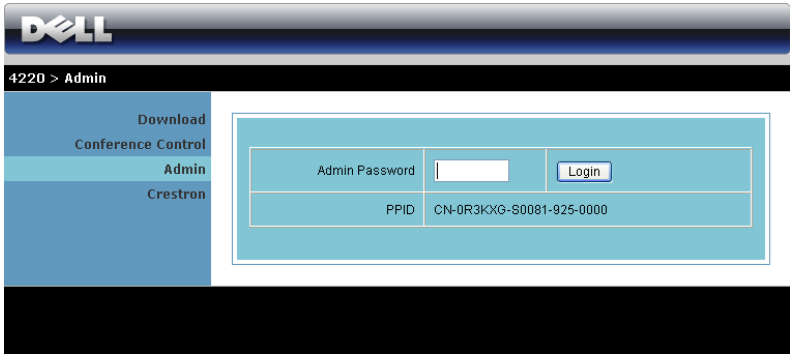 DELL
4220 > Admin
Download
Conference Control
Admin
Crestron
Admin Password
Login
PPID
CN-0R3KXG-S0081-925-0000